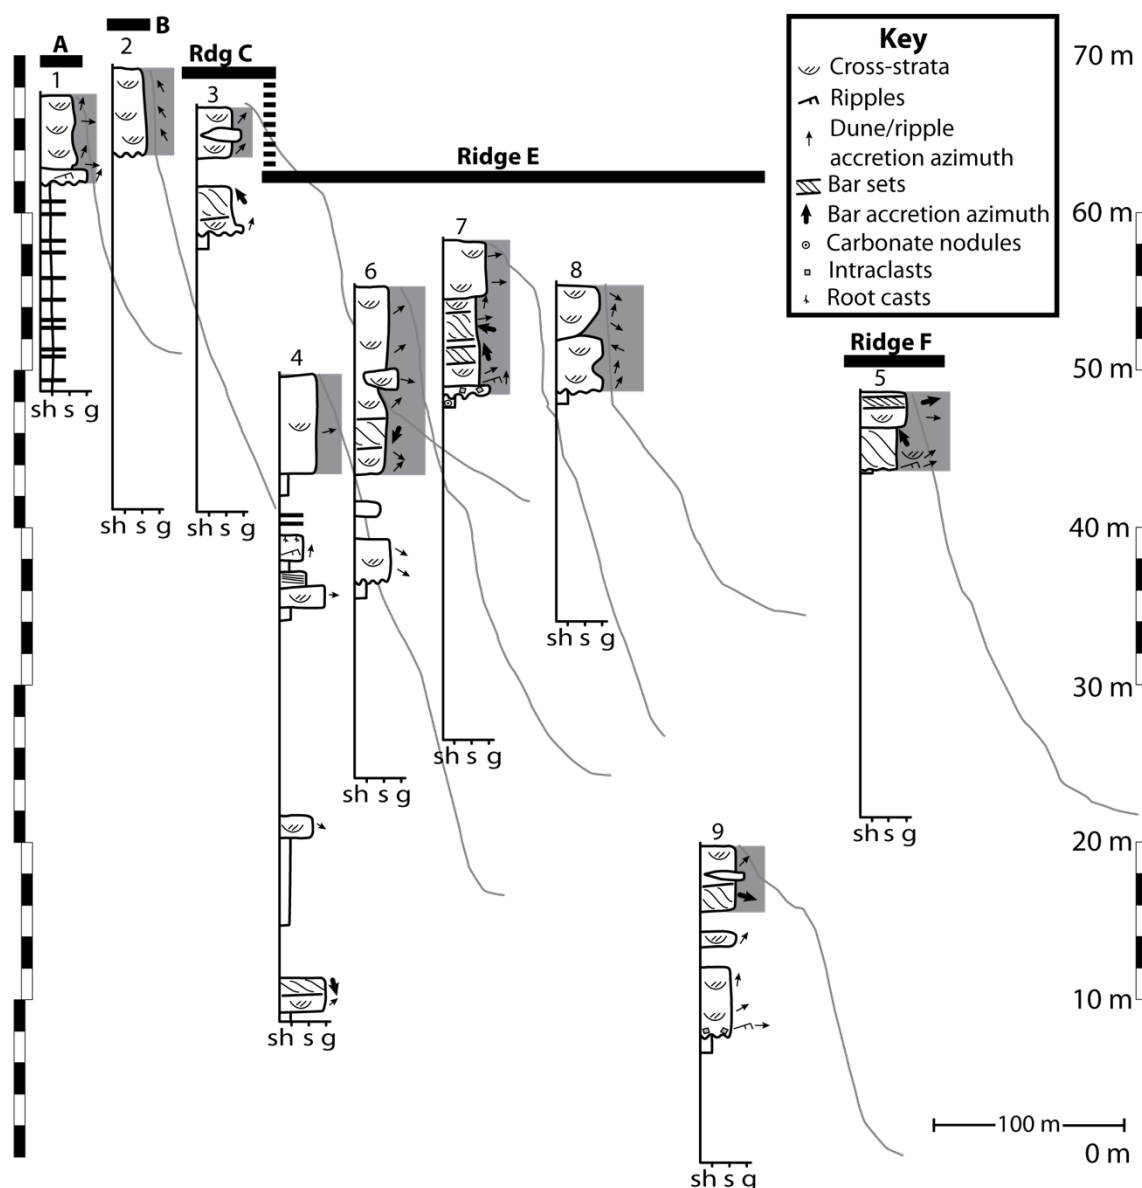 A
B
1
2
Rdg C
3
Key
Cross-strata
Ripples
Dune/ripple
accretion azimuth
Bar sets
Bar accretion azimuth
Carbonate nodules
Intraclasts
Root casts
70 m
Ridge E
60 m
7
6
8
4
Ridge F
5
50 m
sh s g
sh s g
sh s g
40 m
sh s g
30 m
sh s g
sh s g
9
sh s g
20 m
10 m
sh s g
100 m
0 m
sh s g